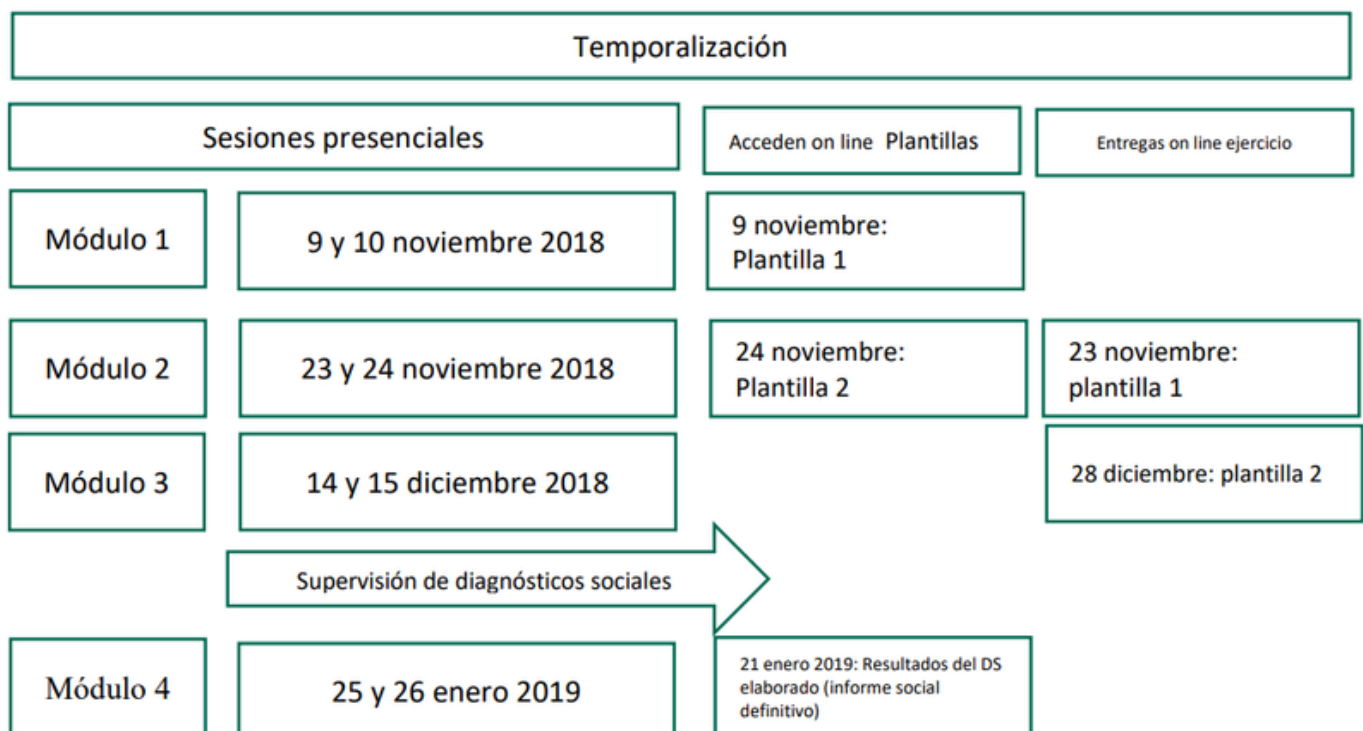 Temporalización
Sesiones presenciales
Acceden on line Plantillas
Entregas on line ejercicio
Módulo 1
9 y 10 noviembre 2018
9 noviembre:
Plantilla 1
Módulo 2
23 y 24 noviembre 2018
24 noviembre:
Plantilla 2
23 noviembre:
plantilla 1
Módulo 3
14 y 15 diciembre 2018
28 diciembre: plantilla 2
Supervisión de diagnósticos sociales
Módulo 4
25 y 26 enero 2019
21 enero 2019: Resultados del DS
elaborado (informe social
definitivo)